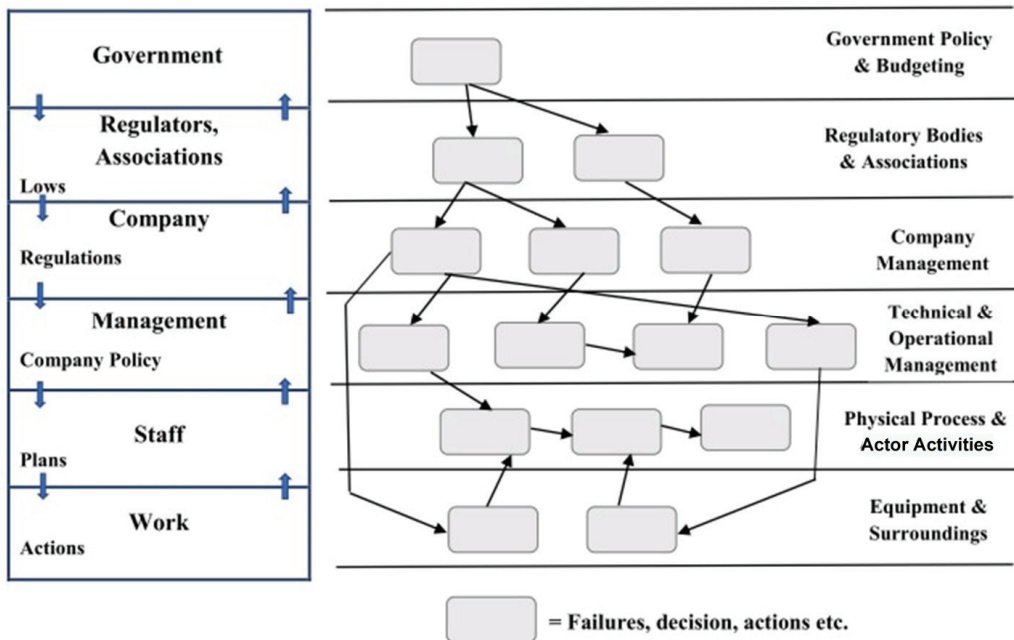 Government
Regulators,
Associations
Lows
Company
Regulations
Management
Company Policy
Staff
Plans
Work
Actions
Government Policy
& Budgeting
Regulatory Bodies
& Associations
Company
Management
Technical &
Operational
Management
Physical Process &
Actor Activities
Equipment &
Surroundings
= Failures, decision, actions etc.